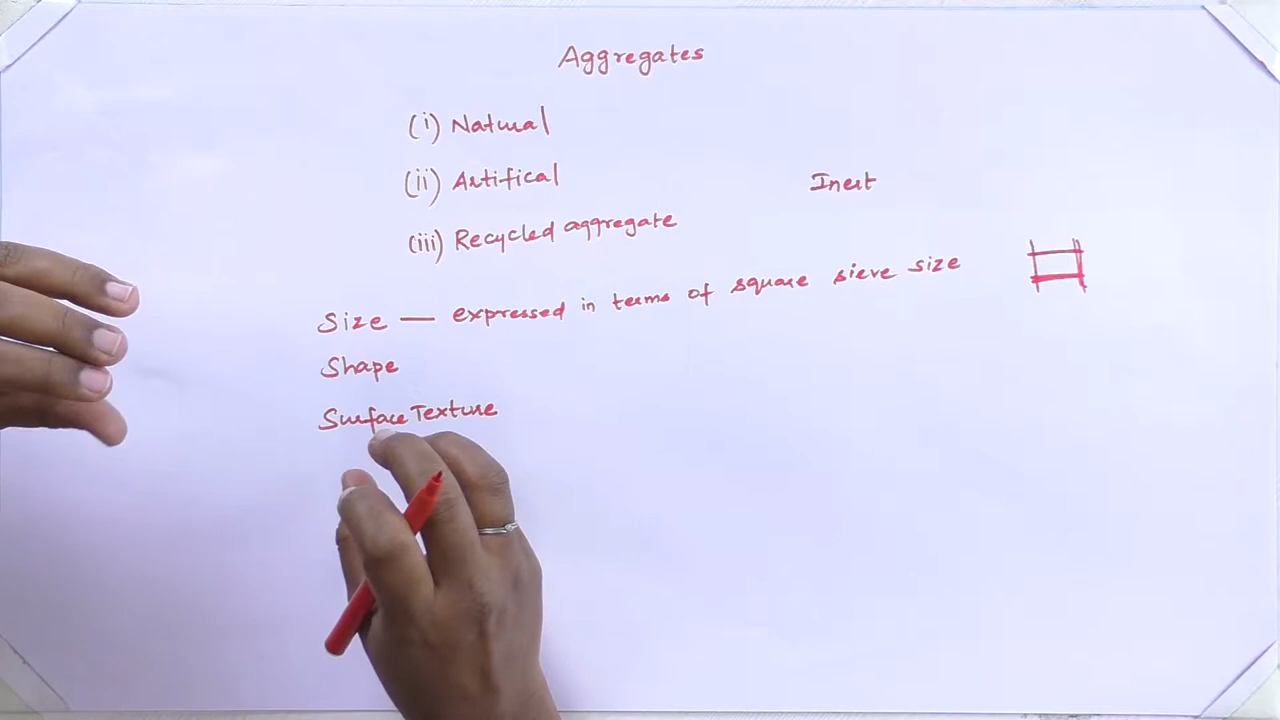 Aggregates
(i) Natural
(ii) Artifical
Inert
(iii) Recycled aggregate
Size — expressed in terms of square sieve size
Shape
Surface Texture